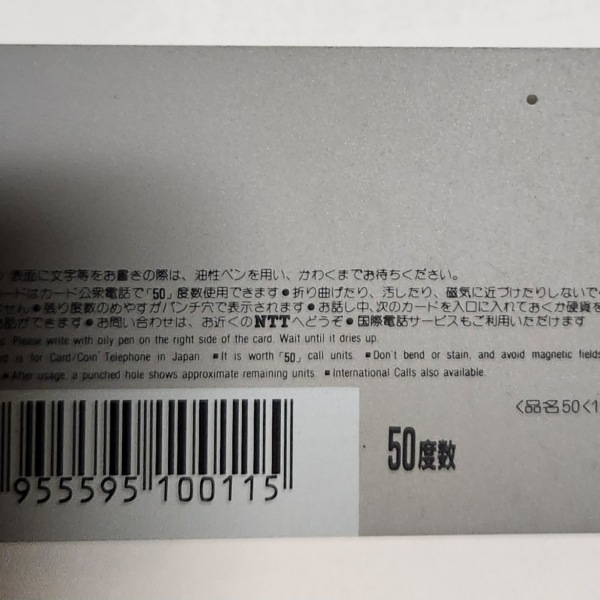 表面に文字等をお書きの際は、油性ペンを用い、かわくまでお待ちください。
ードはカード公衆電話で「50」度数使用できます●折り曲げたり、汚したり、磁気に近づけたりしないで
せん●残り度数のめやすがパンチ穴で表示されます●お話し中、次のカードを入口に入れておくか硬貨を
お話ができます●お問い合わせは、お近くのNTTへどうぞ●国際電話サービスもご利用いただけます
Please write with oily pen on the right side of the card. Wait until it dries up.
is for Card/Coin Telephone in Japan. ■It is worth「50」call units. ■Don't bend or stain, and avoid magnetic fields
■After usage, a punched hole shows approximate remaining units. ■International Calls also available.
<品名50<1
50度数
955595 100115